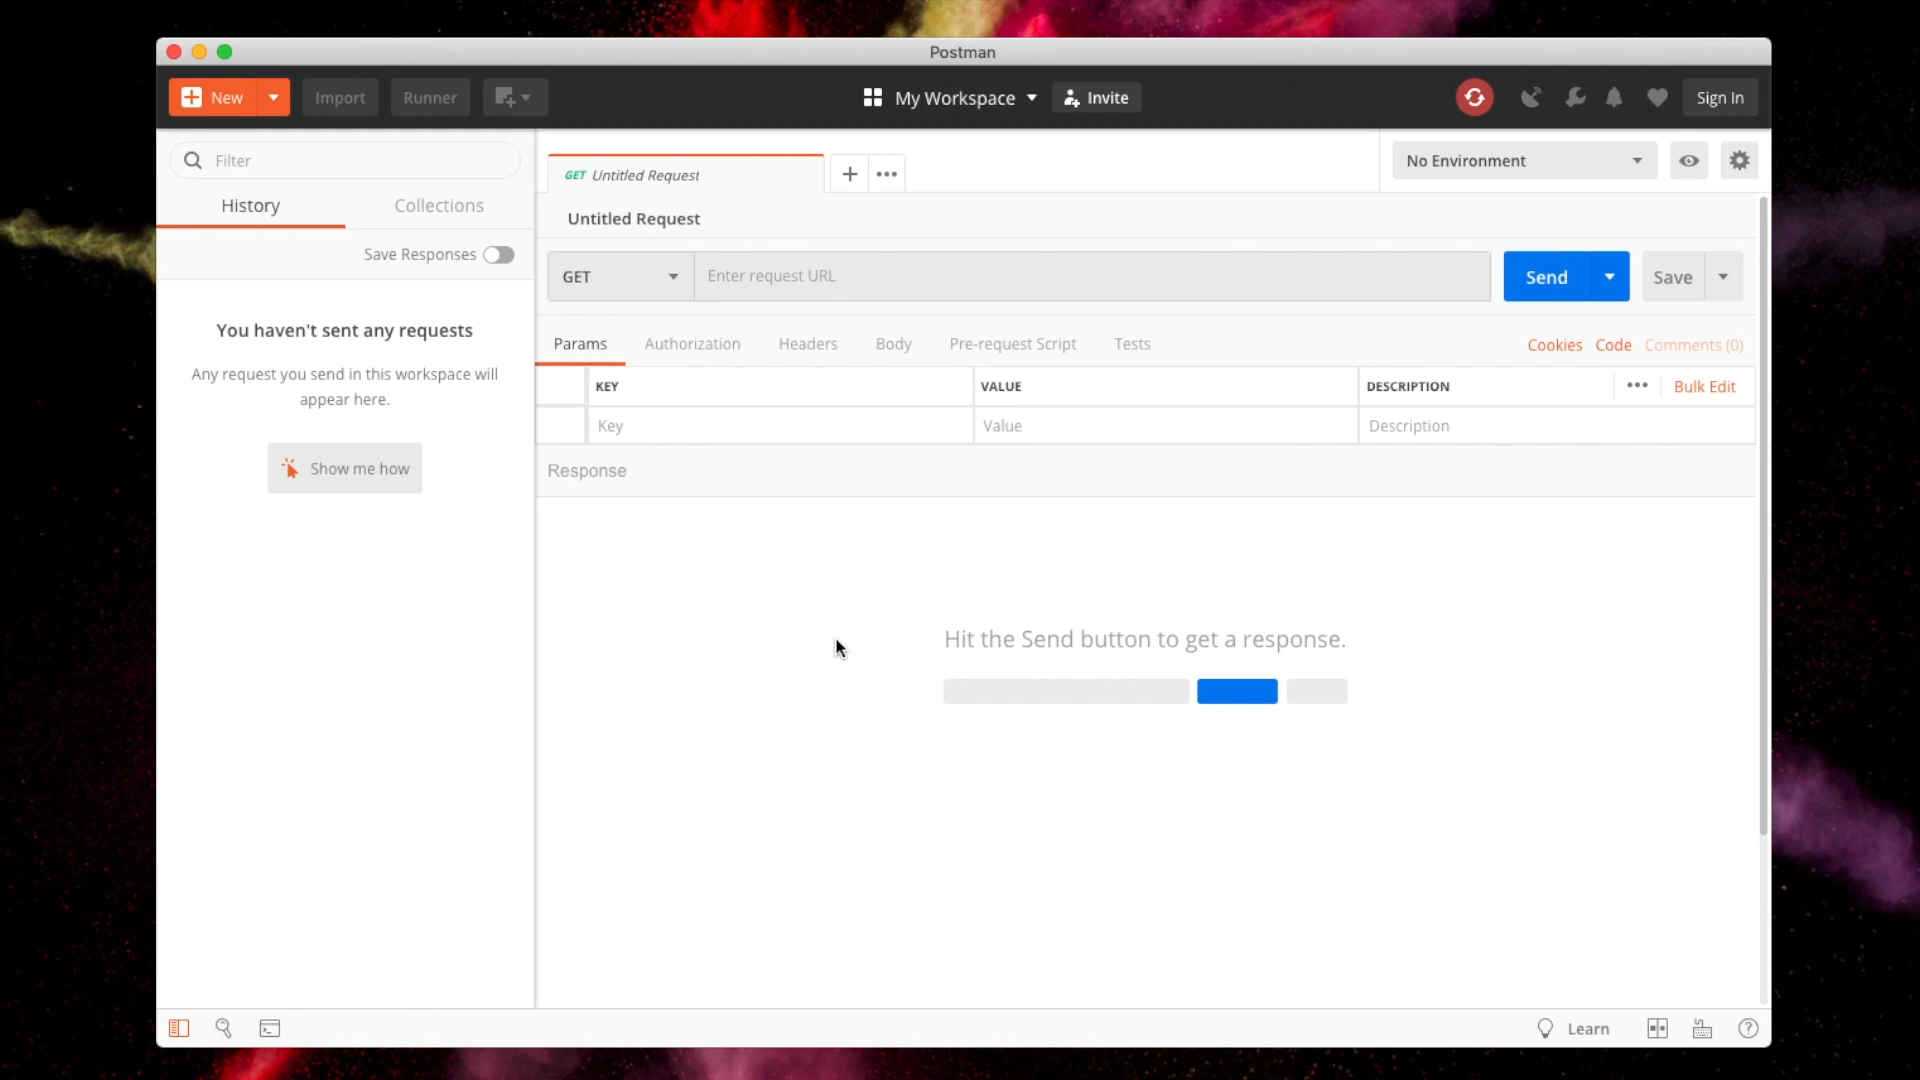 Postman
New
Import
Runner
My Workspace
Invite
Sign In
Filter
History
Collections
Save Responses
You haven't sent any requests
Any request you send in this workspace will
appear here.
Show me how
GET Untitled Request
No Environment
Untitled Request
GET
Enter request URL
Send
Save
Params
Authorization
Headers
Body
Pre-request Script
Tests
Cookies
Code
Comments (0)
KEY
VALUE
DESCRIPTION
Bulk Edit
Key
Value
Description
Response
Hit the Send button to get a response.
Learn